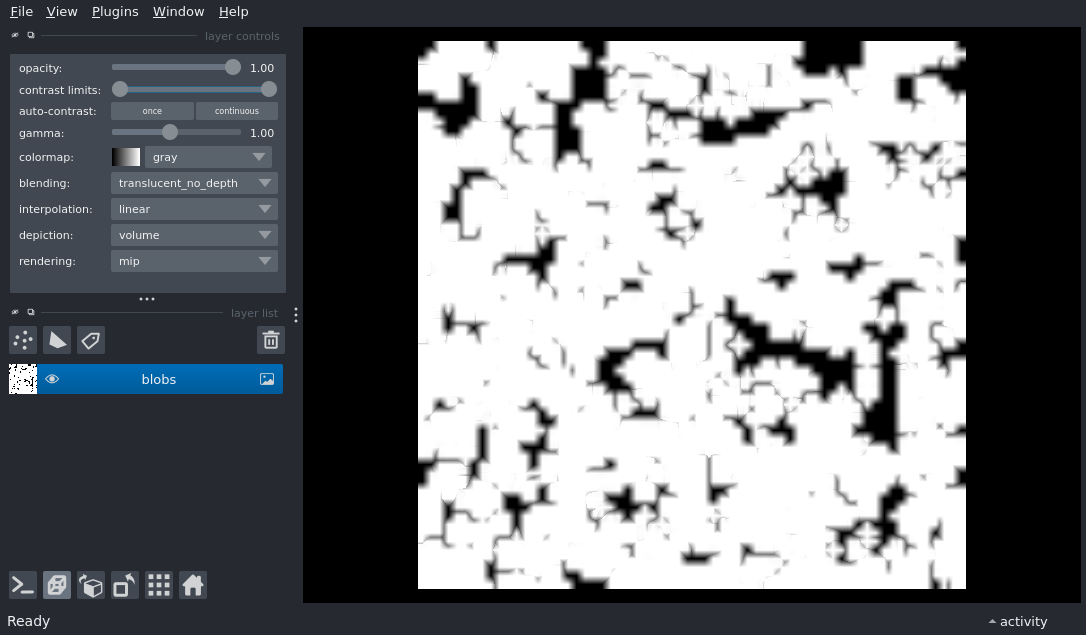 File View Plugins Window Help
layer controls
opacity: 1.00
contrast limits:
auto-contrast: once continuous
gamma: 1.00
colormap: gray
blending: translucent_no_depth
interpolation: linear
depiction: volume
rendering: mip
layer list
blobs
Ready activity